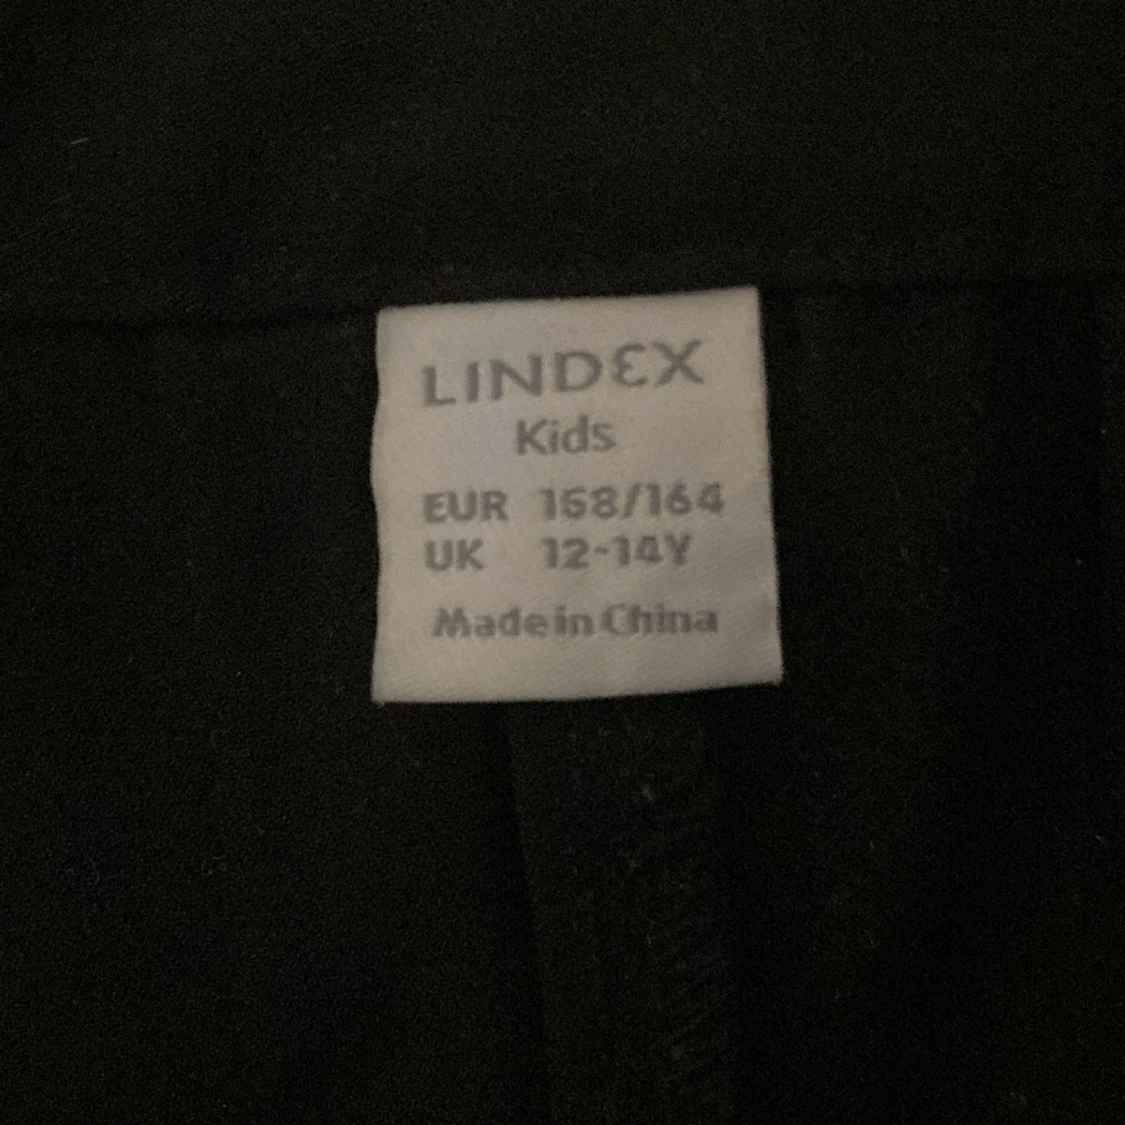 LINDEX
Kids
EUR 158/164
UK 12-14Y
Made in China